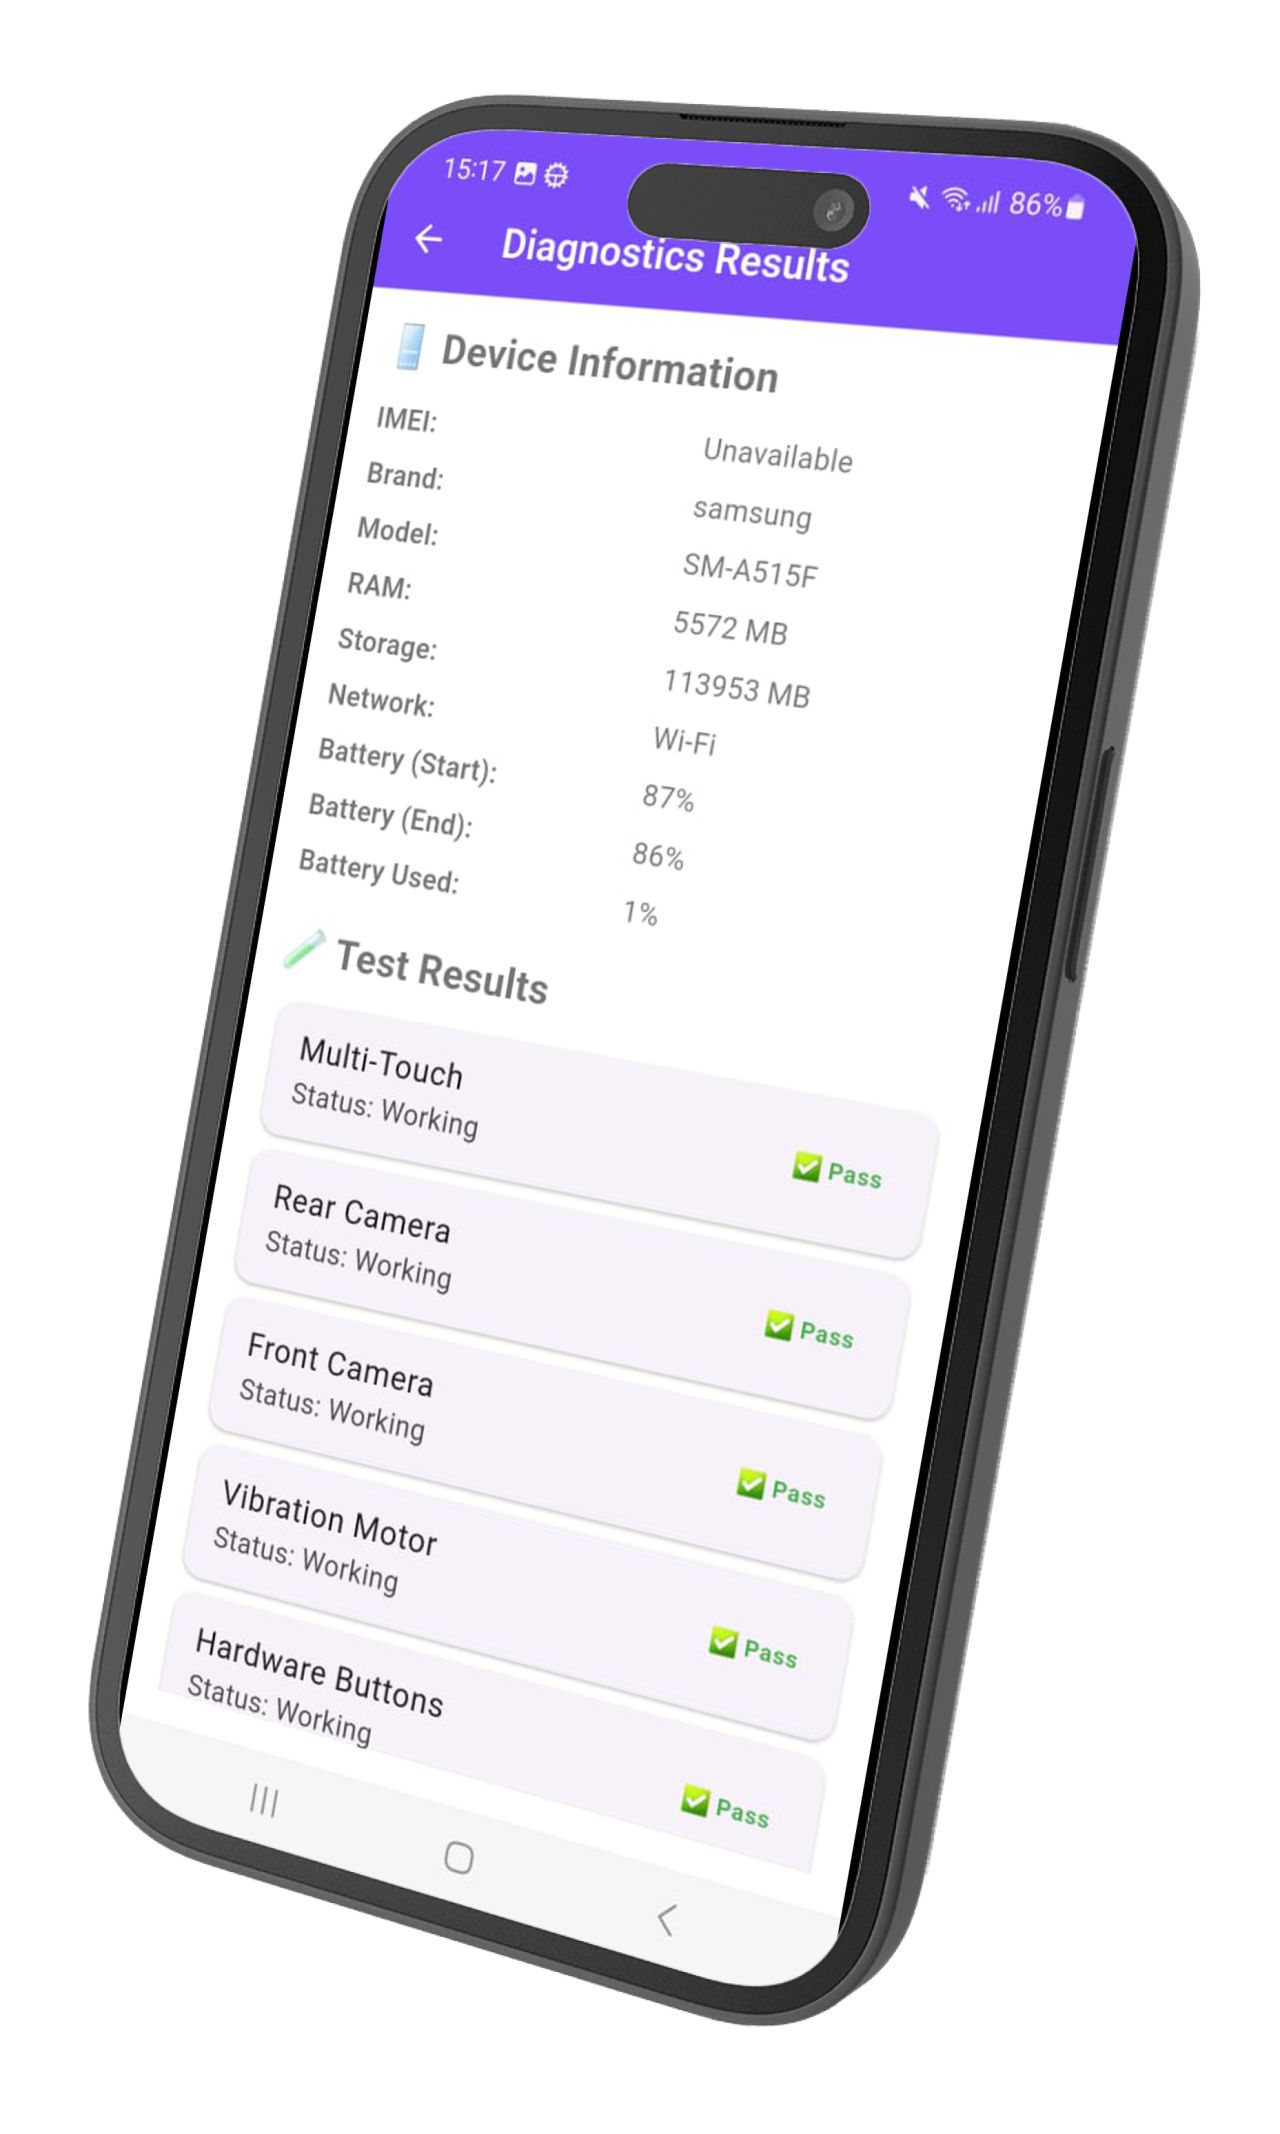 15:17 86%
Diagnostics Results
Device Information
IMEI: Unavailable
Brand: samsung
Model: SM-A515F
RAM: 5572 MB
Storage: 113953 MB
Network: Wi-Fi
Battery (Start): 87%
Battery (End): 86%
Battery Used: 1%
Test Results
Multi-Touch
Status: Working
✅ Pass
Rear Camera
Status: Working
✅ Pass
Front Camera
Status: Working
✅ Pass
Vibration Motor
Status: Working
✅ Pass
Hardware Buttons
Status: Working
✅ Pass